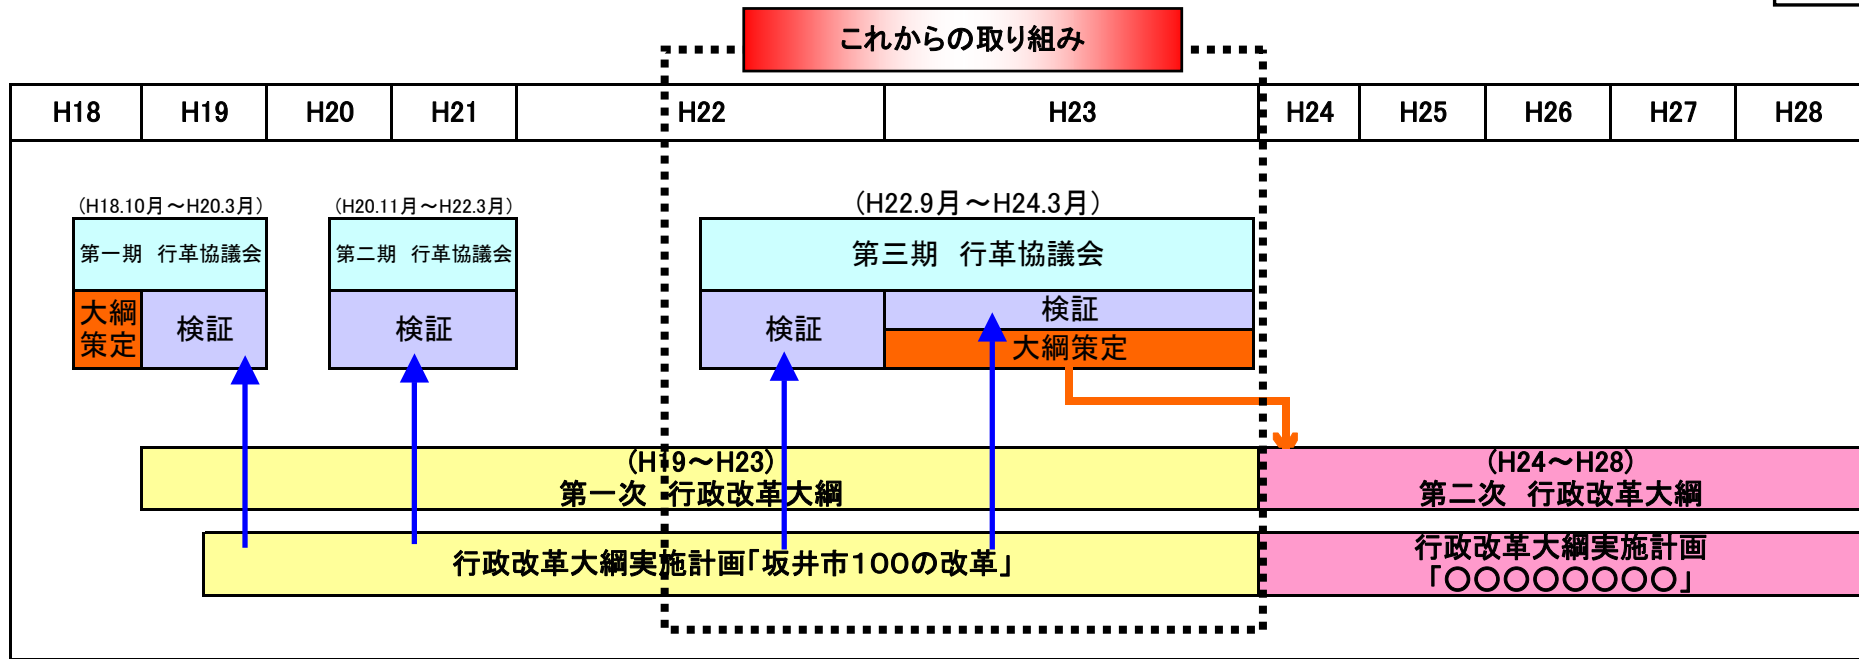 これからの取り組み
H18 H19 H20 H21 H22 H23 H24 H25 H26 H27 H28
（H18.10月～H20.3月） （H20.11月～H22.3月） （H22.9月～H24.3月）
第一期　行革協議会 第二期　行革協議会 第三期　行革協議会
大綱
策定
検証
検証
検証
検証
大綱策定
（H19～H23）
第一次　行政改革大綱
（H24～H28）
第二次　行政改革大綱
行政改革大綱実施計画「坂井市１００の改革」
行政改革大綱実施計画
「○○○○○○○○」